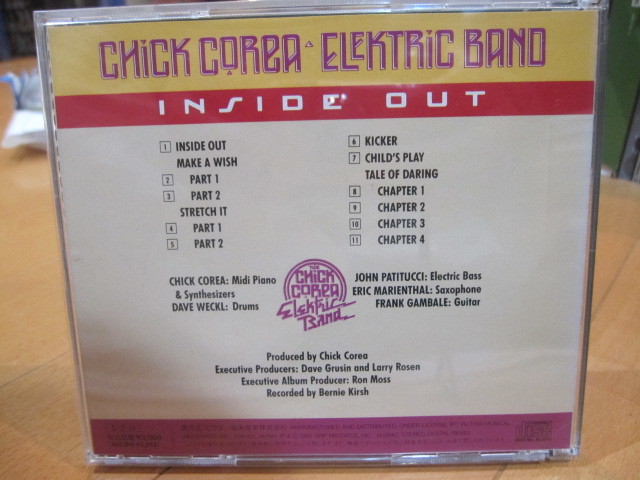 CHICK COREA ELEKTRIC BAND
INSIDE OUT
1 INSIDE OUT
MAKE A WISH
2 PART 1
3 PART 2
STRETCH IT
4 PART 1
5 PART 2
6 KICKER
7 CHILD'S PLAY
TALE OF DARING
8 CHAPTER 1
9 CHAPTER 2
10 CHAPTER 3
11 CHAPTER 4
CHICK COREA: Midi Piano
& Synthesizers
DAVE WECKL: Drums
THE
CHICK
COREA
ELEKTRIC
BAND
JOHN PATITUCCI: Electric Bass
ERIC MARIENTHAL: Saxophone
FRANK GAMBALE: Guitar
Produced by Chick Corea
Executive Producers: Dave Grusin and Larry Rosen
Executive Album Producer: Ron Moss
Recorded by Bernie Kirsh